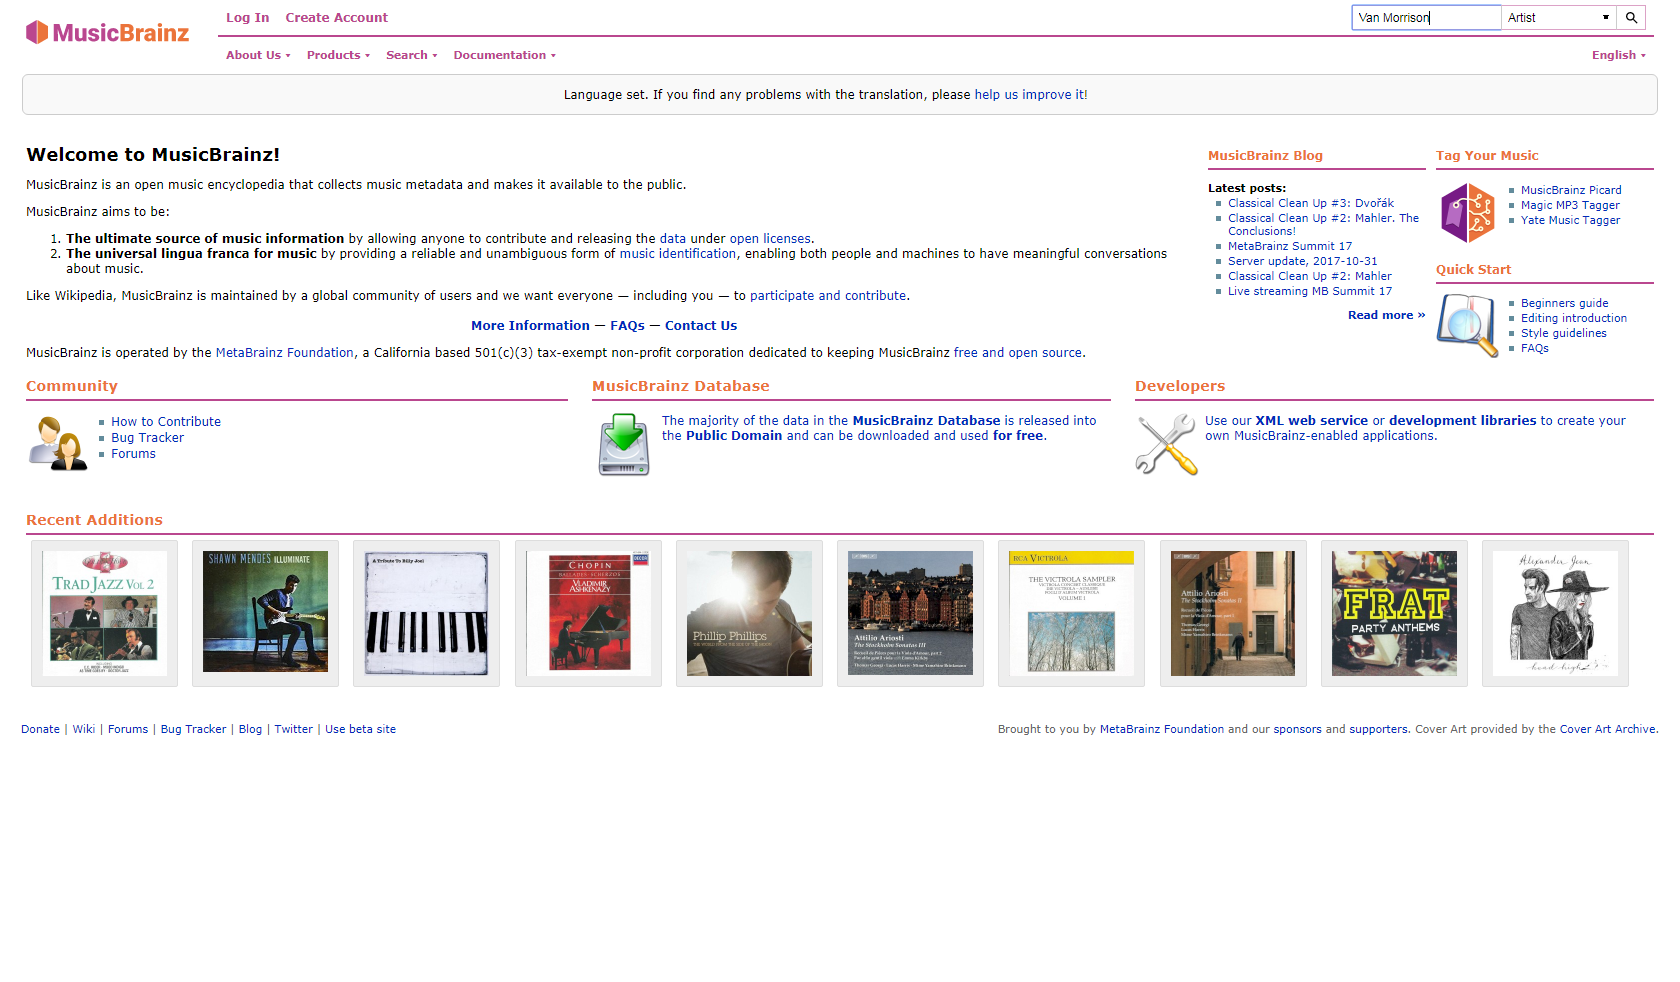 MusicBrainz
Log In Create Account
Van Morrison Artist
About Us Products Search Documentation English
Language set. If you find any problems with the translation, please help us improve it!
Welcome to MusicBrainz!
MusicBrainz is an open music encyclopedia that collects music metadata and makes it available to the public.
MusicBrainz aims to be:
1. The ultimate source of music information by allowing anyone to contribute and releasing the data under open licenses.
2. The universal lingua franca for music by providing a reliable and unambiguous form of music identification, enabling both people and machines to have meaningful conversations
about music.
Like Wikipedia, MusicBrainz is maintained by a global community of users and we want everyone — including you — to participate and contribute.
More Information — FAQs — Contact Us
MusicBrainz is operated by the MetaBrainz Foundation, a California based 501(c)(3) tax-exempt non-profit corporation dedicated to keeping MusicBrainz free and open source.
MusicBrainz Blog
Latest posts:
Classical Clean Up #3: Dvořák
Classical Clean Up #2: Mahler. The
Conclusions!
MetaBrainz Summit 17
Server update, 2017-10-31
Classical Clean Up #2: Mahler
Live streaming MB Summit 17
Read more »
Tag Your Music
MusicBrainz Picard
Magic MP3 Tagger
Yate Music Tagger
Quick Start
Beginners guide
Editing introduction
Style guidelines
FAQs
Community
How to Contribute
Bug Tracker
Forums
MusicBrainz Database
The majority of the data in the MusicBrainz Database is released into
the Public Domain and can be downloaded and used for free.
Developers
Use our XML web service or development libraries to create your
own MusicBrainz-enabled applications.
Recent Additions
TRAD JAZZ VOL 2
SHAWN MENDES ILLUMINATE
A Tribute To Billy Joel
DECCA
CHOPIN
BALLADES · SCHERZOS
VLADIMIR
ASHKENAZY
Phillip Phillips
THE WORLD FROM THE SIDE OF THE MOON
Attilio Ariosti
The Stockholm Sonatas III
RCA VICTROLA
THE VICTROLA SAMPLER
VOLUME 1
Attilio Ariosti
The Stockholm Sonatas II
FRAT
PARTY ANTHEMS
Alexander Jean
head high
Donate | Wiki | Forums | Bug Tracker | Blog | Twitter | Use beta site
Brought to you by MetaBrainz Foundation and our sponsors and supporters. Cover Art provided by the Cover Art Archive.